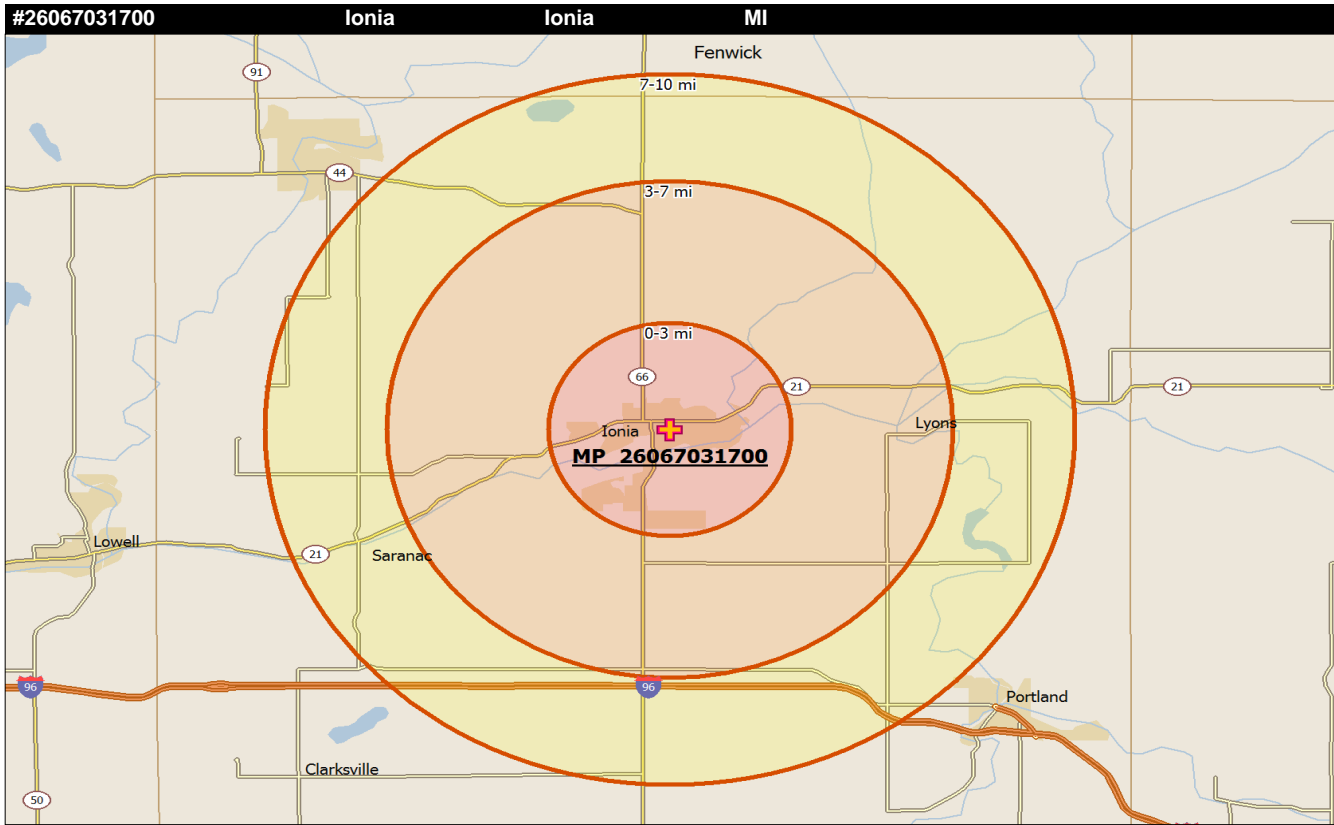 #26067031700 Ionia Ionia MI
Fenwick
91
7-10 mi
44
3-7 mi
0-3 mi
66
21
21
Lyons
Ionia
MP 26067031700
Lowell
21
Saranac
96
96
Portland
Clarksville
50